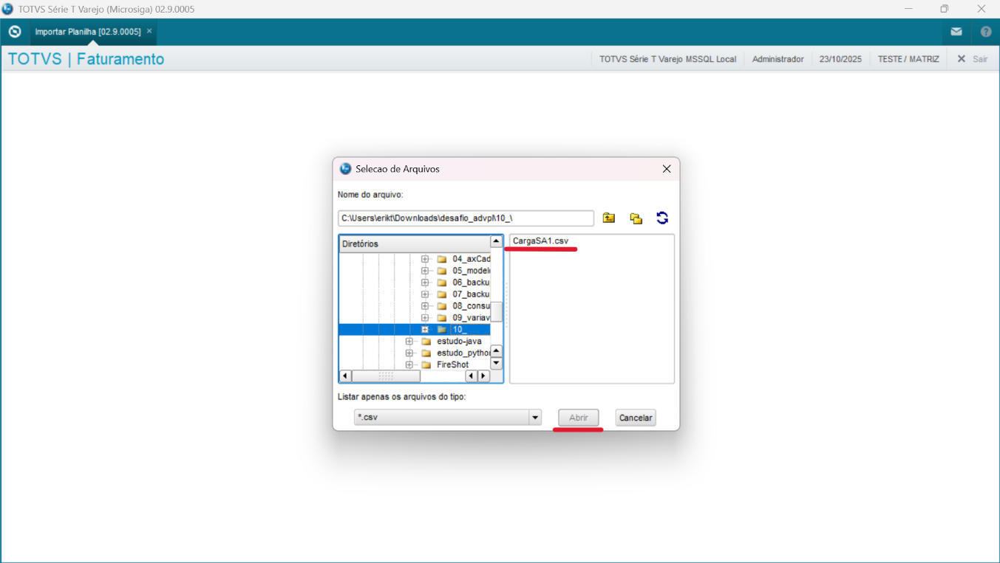 TOTVS Série T Varejo (Microsiga) 02.9.0005
Importar Planilha [02.9.0005]
TOTVS | Faturamento
TOTVS Série T Varejo MSSQL Local
Administrador
23/10/2025
TESTE / MATRIZ
Sair
Selecao de Arquivos
Nome do arquivo:
C:\Users\erikt\Downloads\desafio_advpl\10_\
Diretórios
04_axCad
05_model
06_backu
07_backu
08_consu
09_variav
10_
estudo-java
estudo_pytho
FireShot
CargaSA1.csv
Listar apenas os arquivos do tipo:
*.csv
Abrir
Cancelar